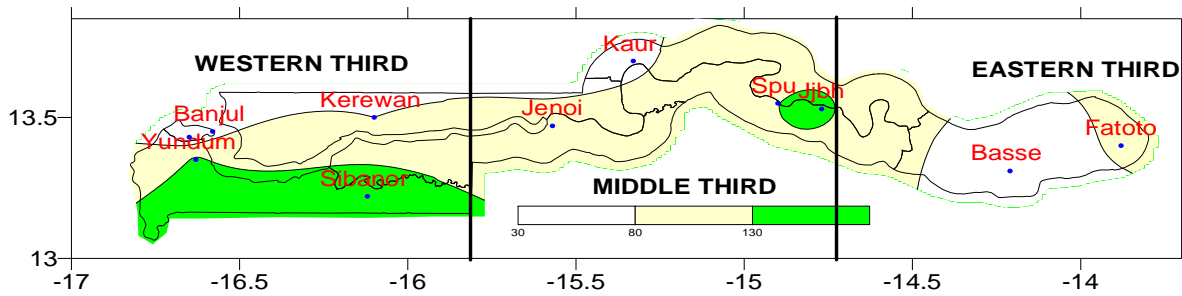 Kaur
WESTERN THIRD
EASTERN THIRD
Spu Jjbh
Banjul
Kerewan
Jenoi
13.5
Yundum
Fatoto
Basse
Sibanor
MIDDLE THIRD
30 80 130
13
-17 -16.5 -16 -15.5 -15 -14.5 -14